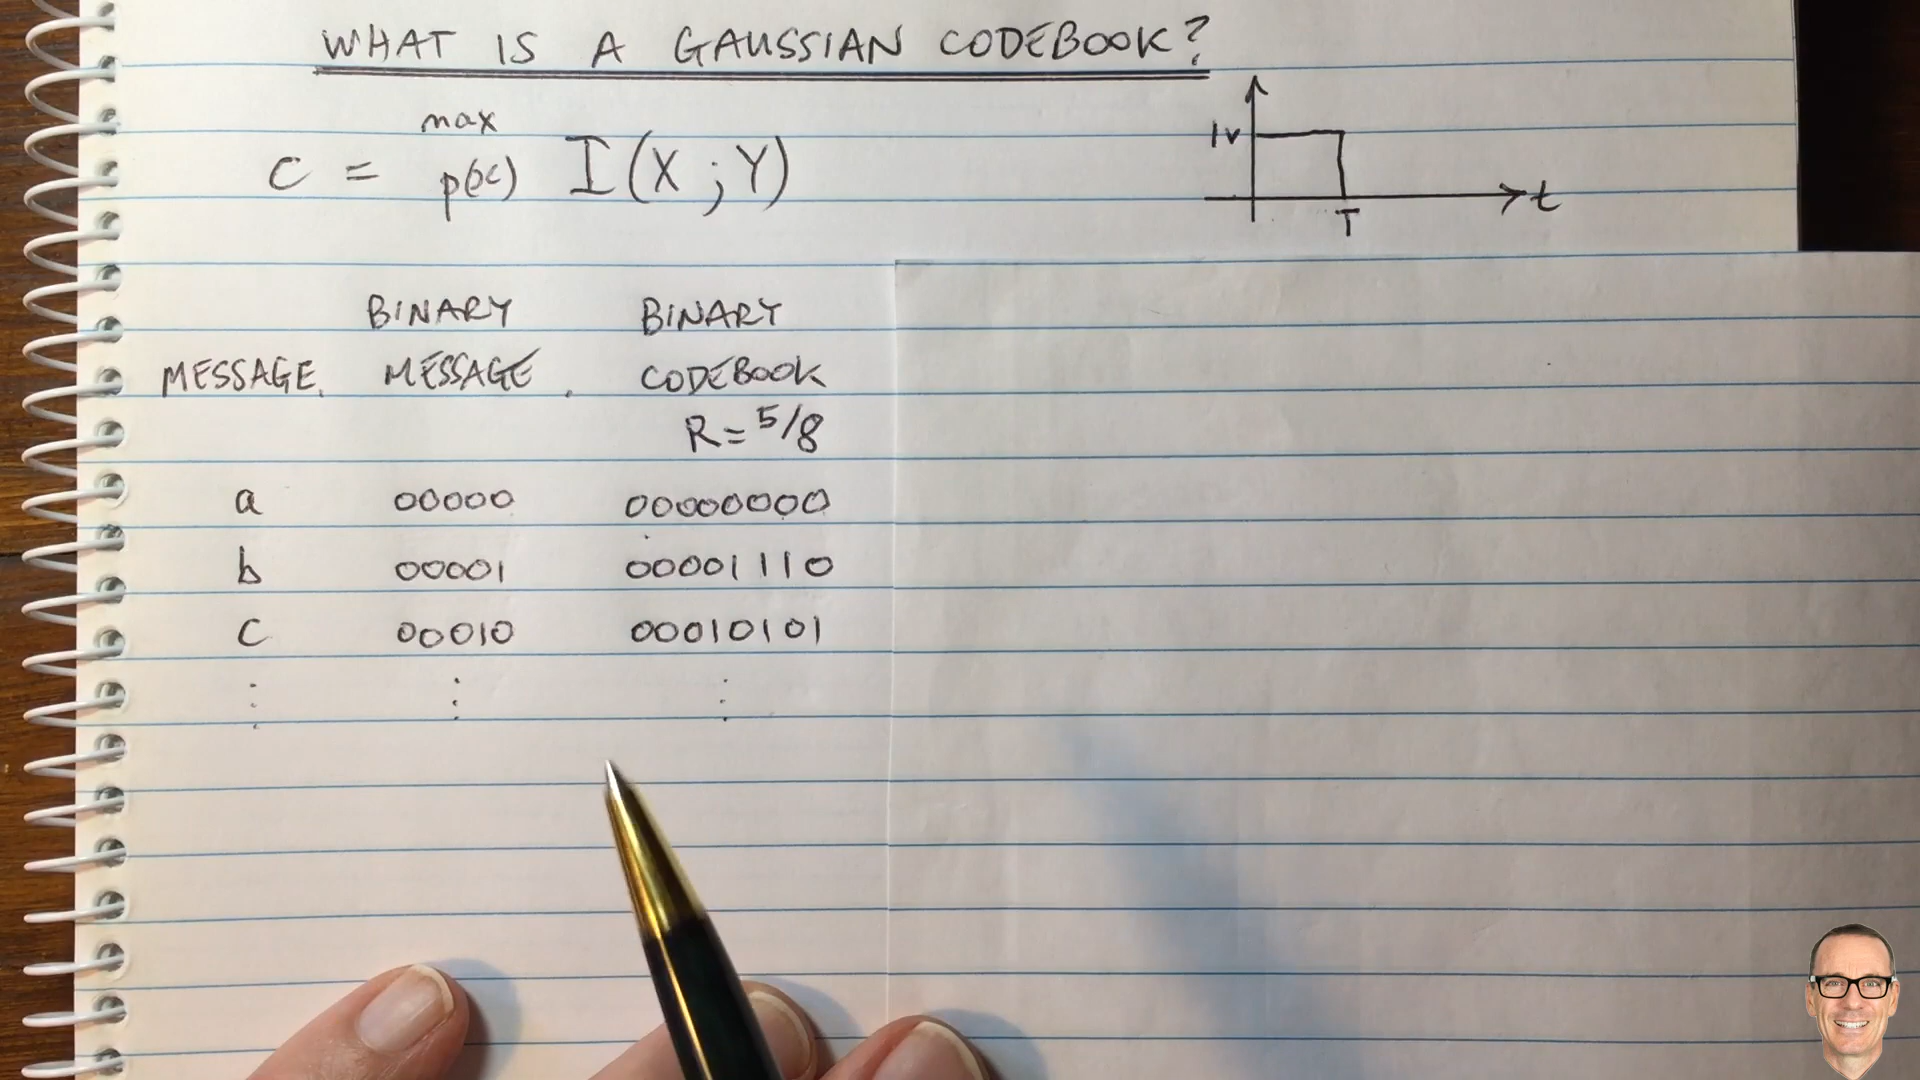 WHAT IS A GAUSSIAN CODEBOOK?
C = max p(x) I(X;Y)
1v
t
T
BINARY BINARY
MESSAGE MESSAGE CODEBOOK
R = 5/8
a 00000 00000000
b 00001 00001110
c 00010 00010101
⋮ ⋮ ⋮